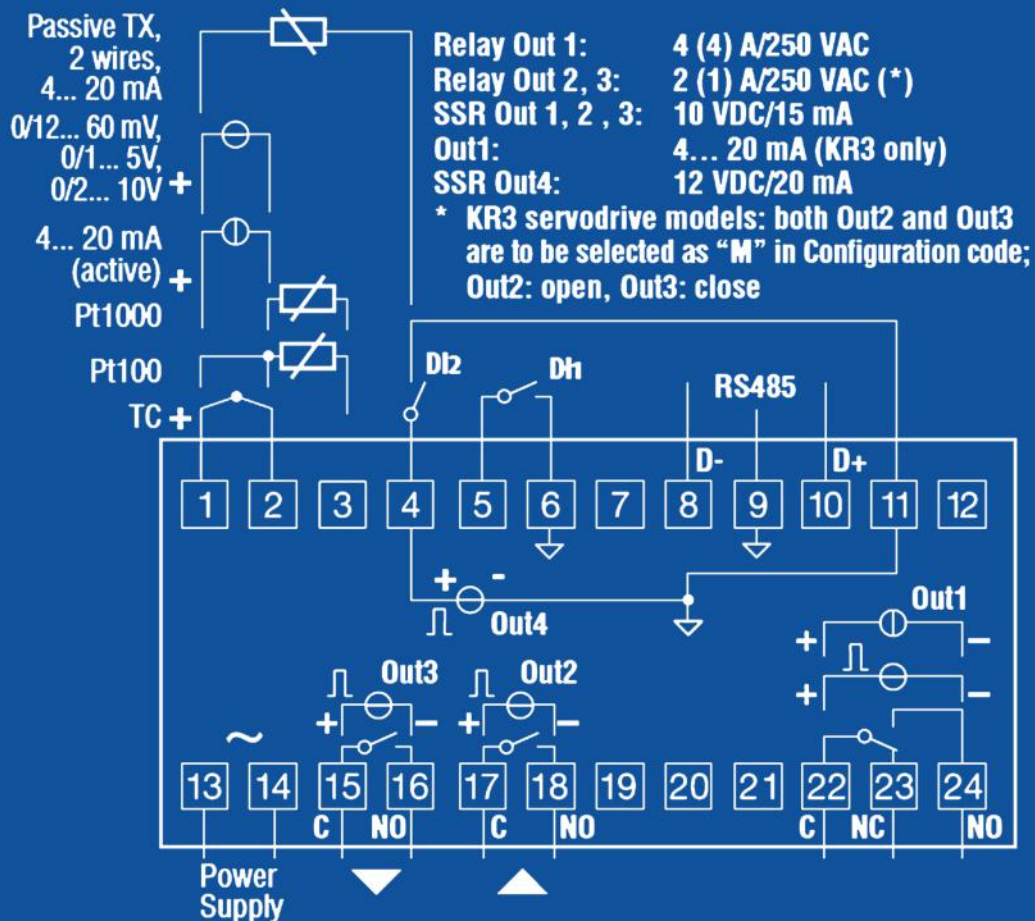 Passive TX,
2 wires,
4... 20 mA
0/12... 60 mV,
0/1... 5V,
0/2... 10V +
4... 20 mA
(active) +
Pt1000
Pt100
TC +
Relay Out 1: 4 (4) A/250 VAC
Relay Out 2, 3: 2 (1) A/250 VAC (*)
SSR Out 1, 2 , 3: 10 VDC/15 mA
Out1: 4... 20 mA (KR3 only)
SSR Out4: 12 VDC/20 mA
* KR3 servodrive models: both Out2 and Out3
are to be selected as “M” in Configuration code;
Out2: open, Out3: close
DI2 DI1 RS485
D- D+
1 2 3 4 5 6 7 8 9 10 11 12
+ -
Out4
Out1
+ −
+ −
Out3 Out2
+ − + −
~
13 14 15 16 17 18 19 20 21 22 23 24
C NO C NO C NC NO
Power
Supply